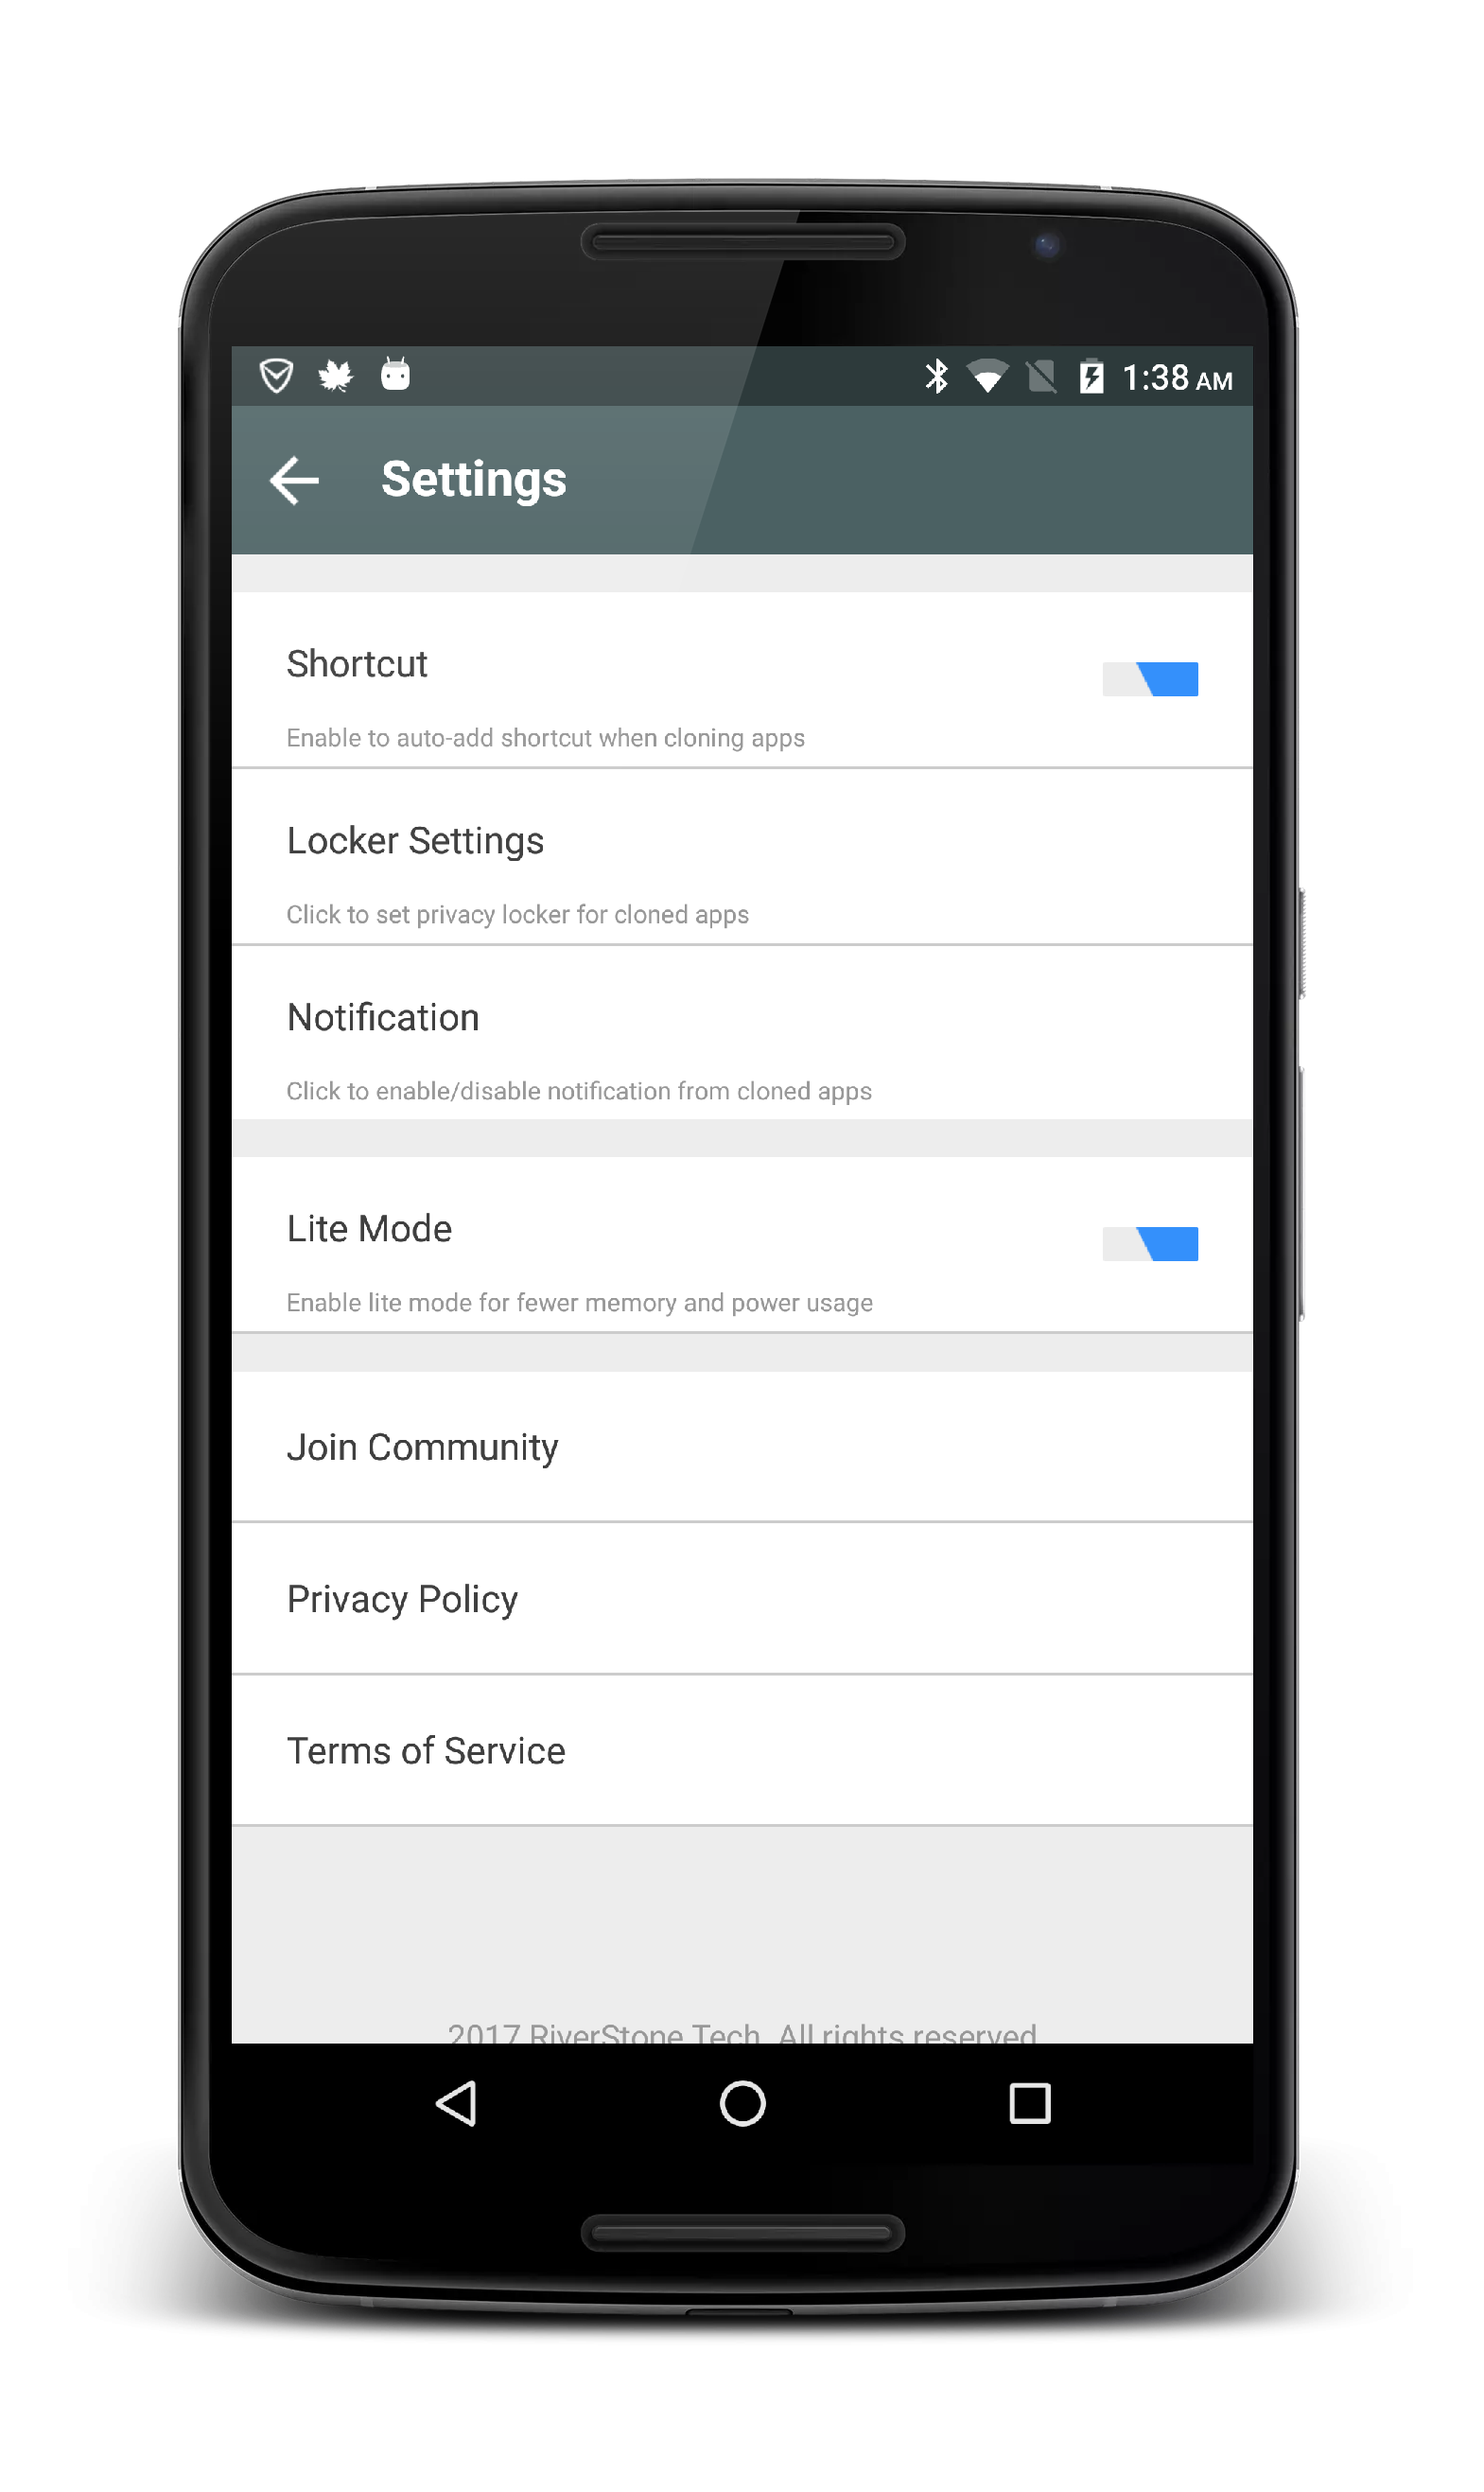 1:38 AM
Settings
Shortcut
Enable to auto-add shortcut when cloning apps
Locker Settings
Click to set privacy locker for cloned apps
Notification
Click to enable/disable notification from cloned apps
Lite Mode
Enable lite mode for fewer memory and power usage
Join Community
Privacy Policy
Terms of Service
2017 RiverStone Tech. All rights reserved